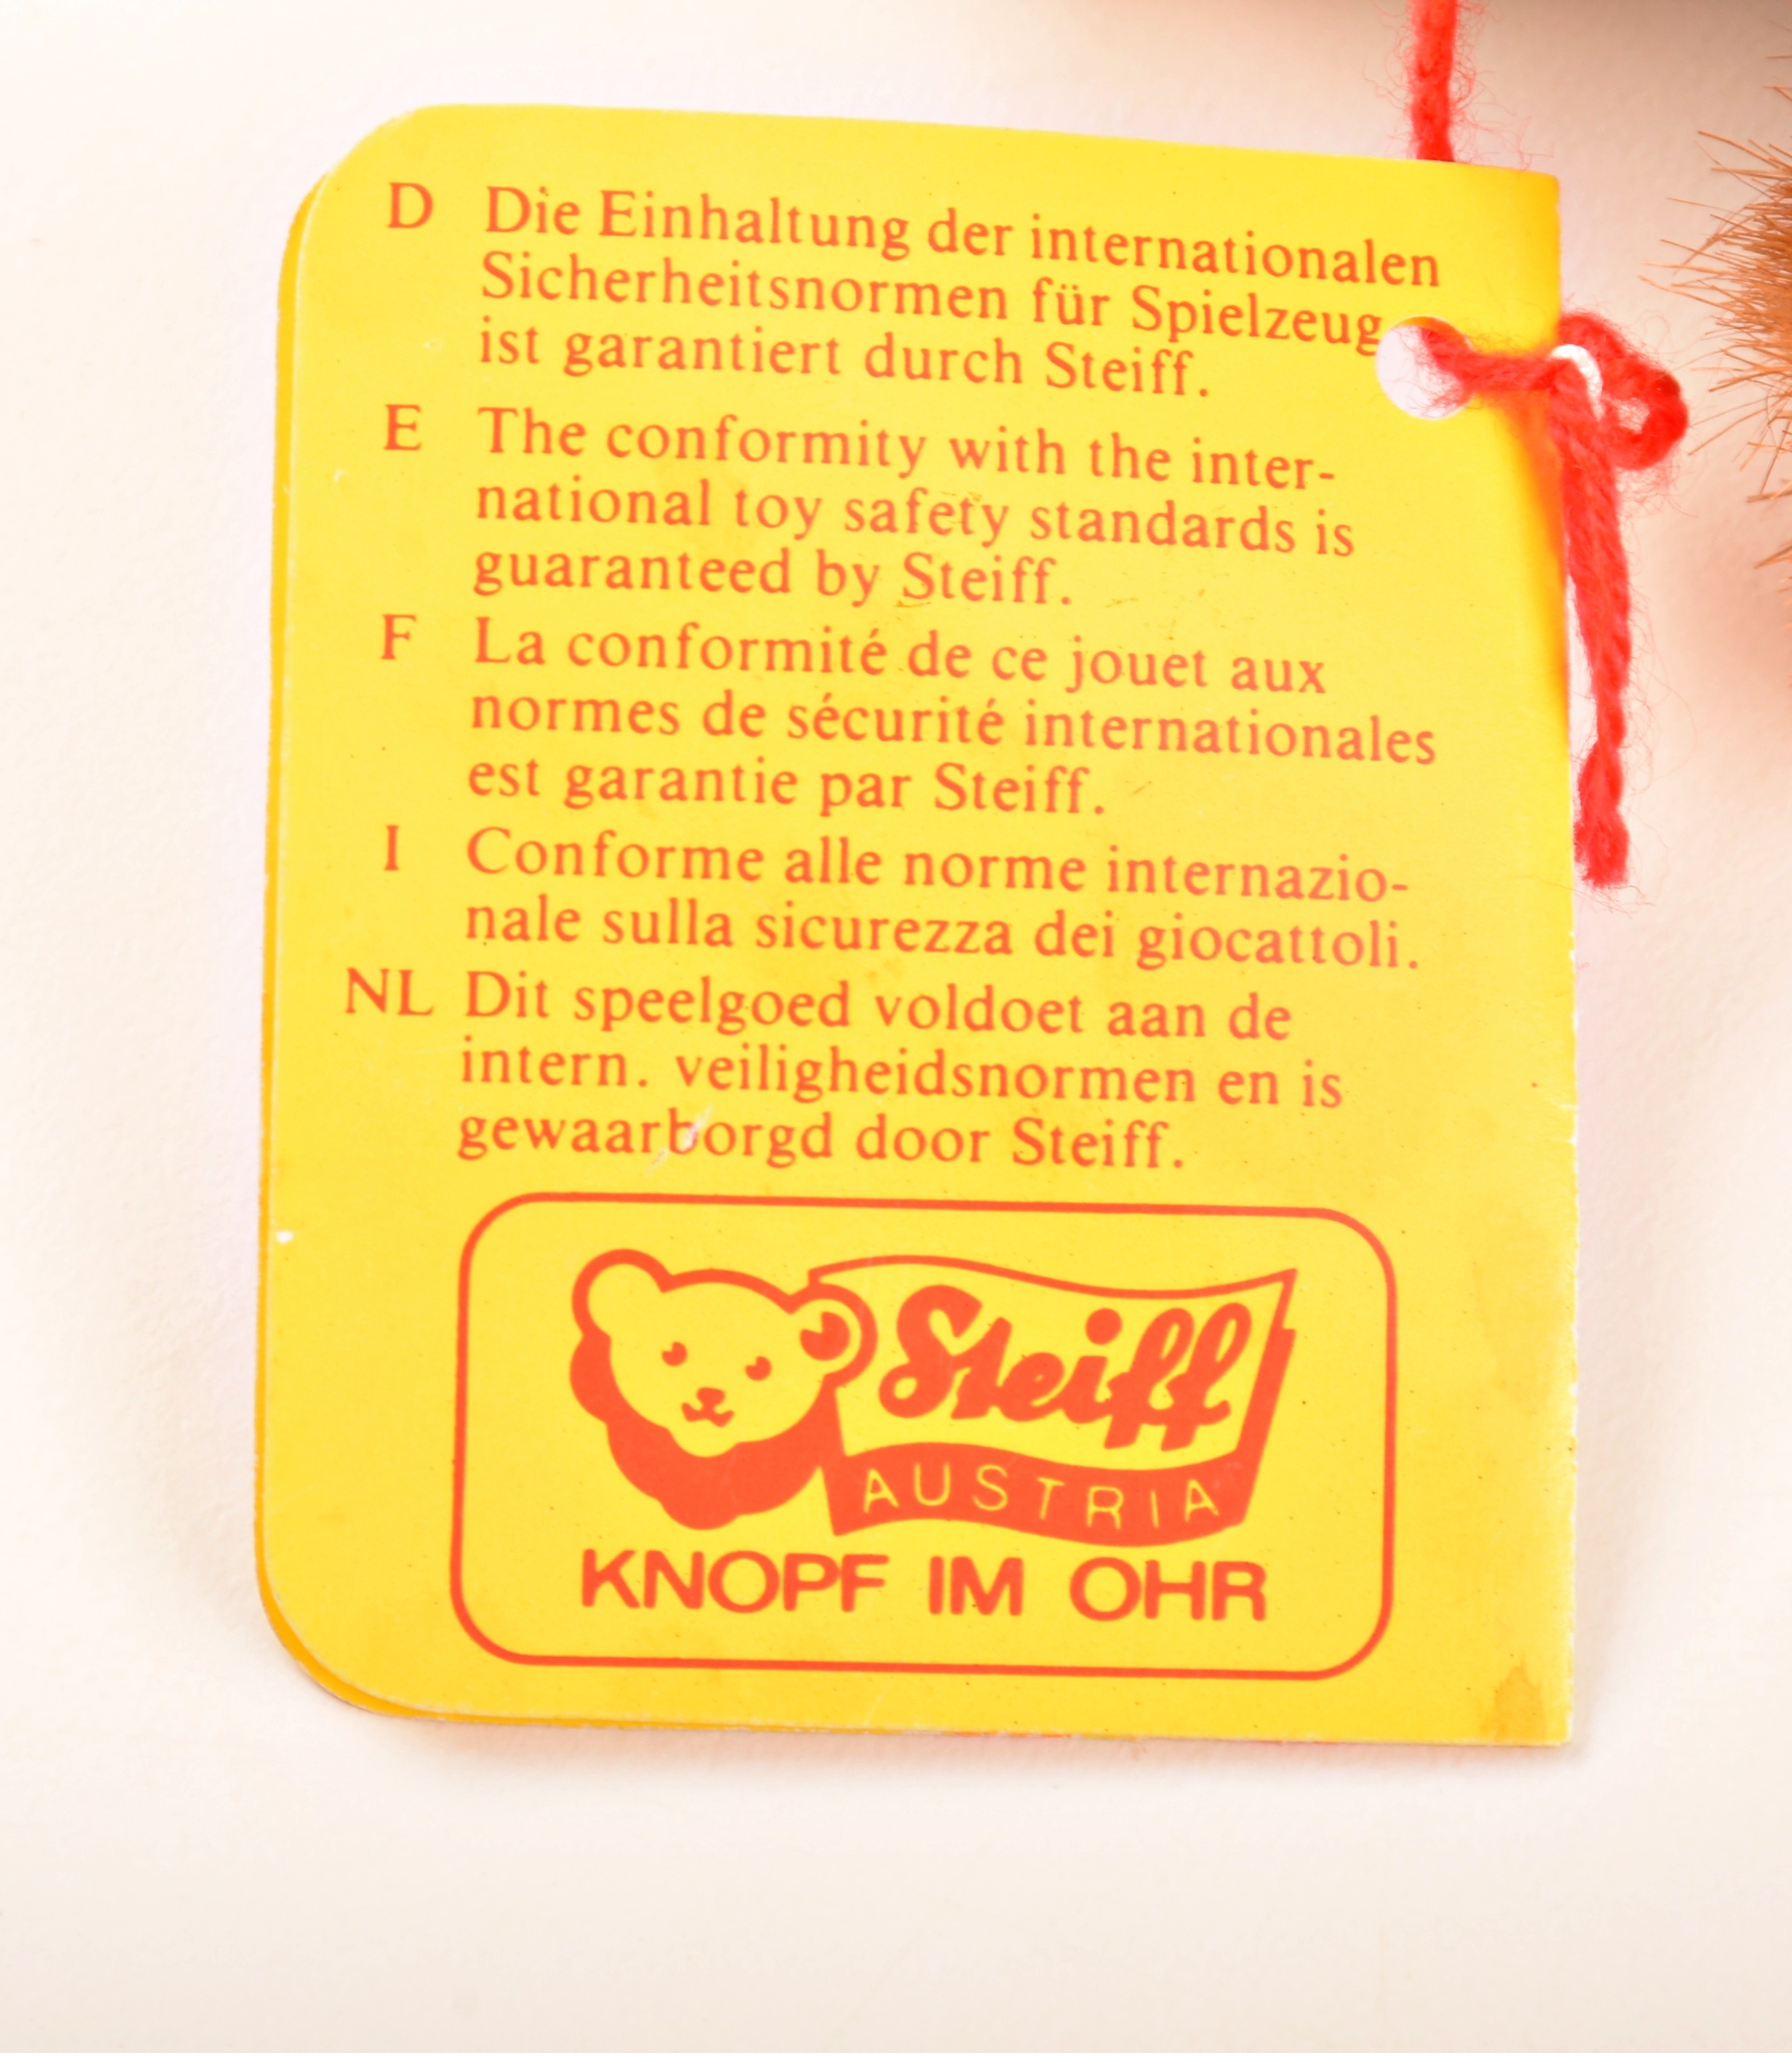 D Die Einhaltung der internationalen
Sicherheitsnormen für Spielzeug
ist garantiert durch Steiff.
E The conformity with the inter-
national toy safety standards is
guaranteed by Steiff.
F La conformité de ce jouet aux
normes de sécurité internationales
est garantie par Steiff.
I Conforme alle norme internazio-
nale sulla sicurezza dei giocattoli.
NL Dit speelgoed voldoet aan de
intern. veiligheidsnormen en is
gewaarborgd door Steiff.
Steiff
AUSTRIA
KNOPF IM OHR